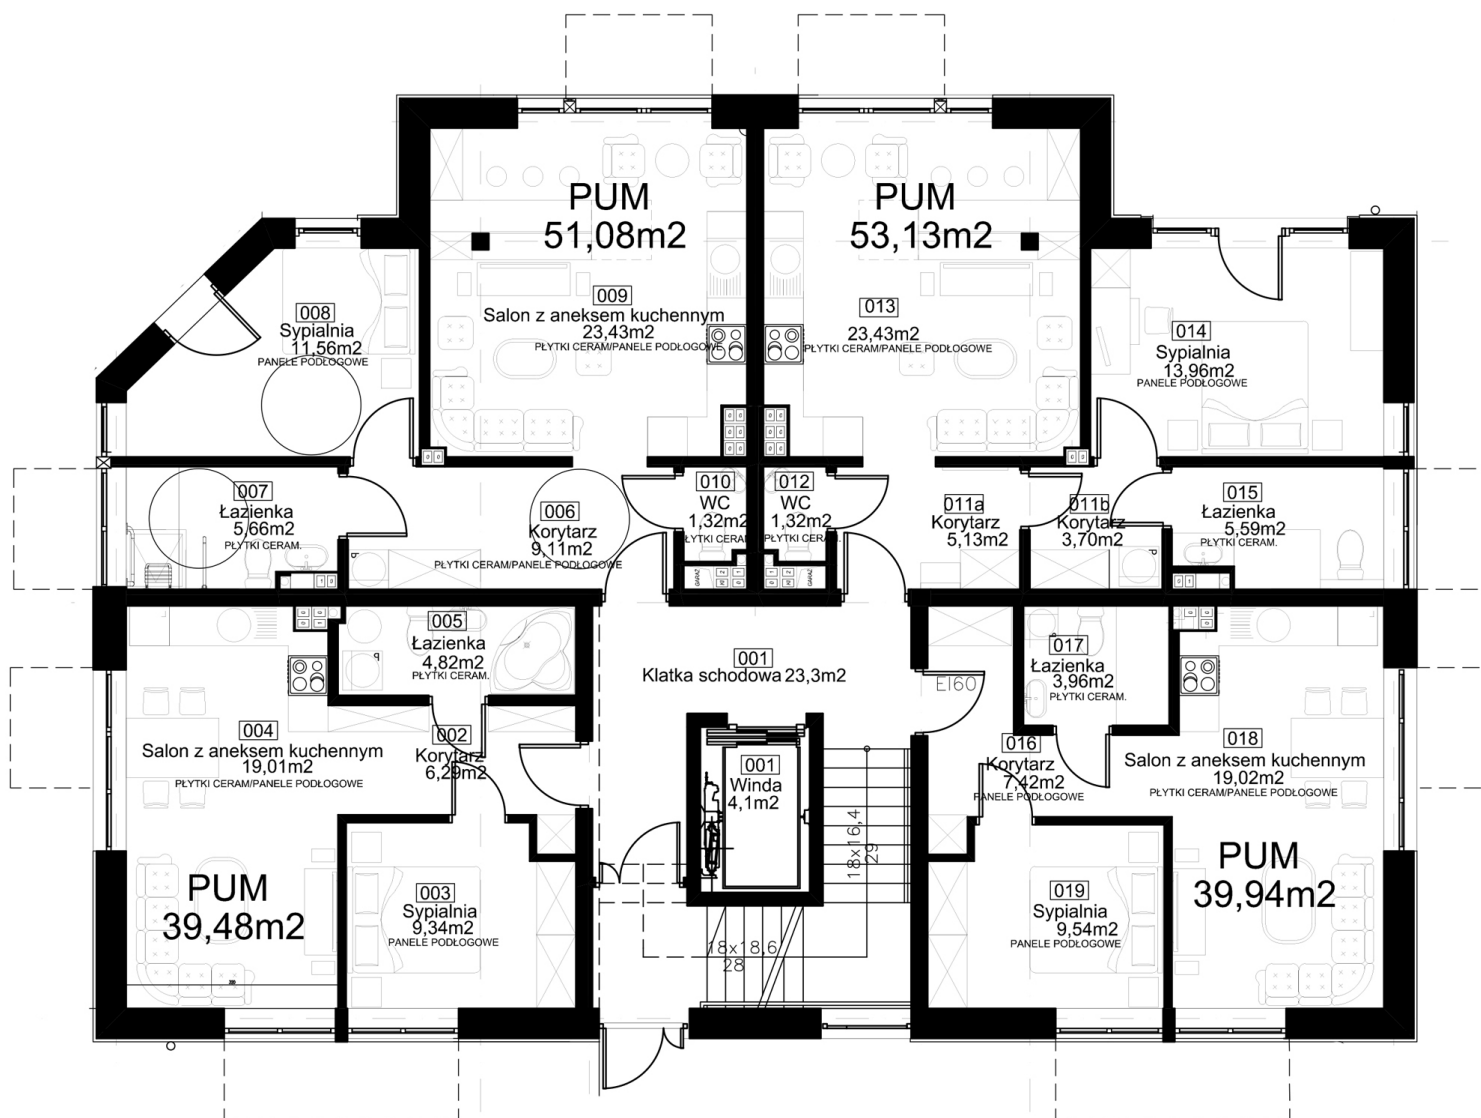 PUM
51,08m2
PUM
53,13m2
008
Sypialnia
11,56m2
PANELE PODŁOGOWE
009
Salon z aneksem kuchennym
23,43m2
PŁYTKI CERAM/PANELE PODŁOGOWE
013
23,43m2
PŁYTKI CERAM/PANELE PODŁOGOWE
014
Sypialnia
13,96m2
PANELE PODŁOGOWE
007
Łazienka
5,66m2
PŁYTKI CERAM.
006
Korytarz
9,11m2
PŁYTKI CERAM/PANELE PODŁOGOWE
010
WC
1,32m2
PŁYTKI CERAM.
012
WC
1,32m2
PŁYTKI CERAM.
011a
Korytarz
5,13m2
011b
Korytarz
3,70m2
015
Łazienka
5,59m2
PŁYTKI CERAM.
GARAŻ
GARAŻ
005
Łazienka
4,82m2
PŁYTKI CERAM.
001
Klatka schodowa 23,3m2
EI60
017
Łazienka
3,96m2
PŁYTKI CERAM.
004
Salon z aneksem kuchennym
19,01m2
PŁYTKI CERAM/PANELE PODŁOGOWE
002
Korytarz
6,29m2
001
Winda
4,1m2
016
Korytarz
7,42m2
PANELE PODŁOGOWE
018
Salon z aneksem kuchennym
19,02m2
PŁYTKI CERAM/PANELE PODŁOGOWE
18x16,4
29
PUM
39,48m2
003
Sypialnia
9,34m2
PANELE PODŁOGOWE
18x18,6
28
019
Sypialnia
9,54m2
PANELE PODŁOGOWE
PUM
39,94m2